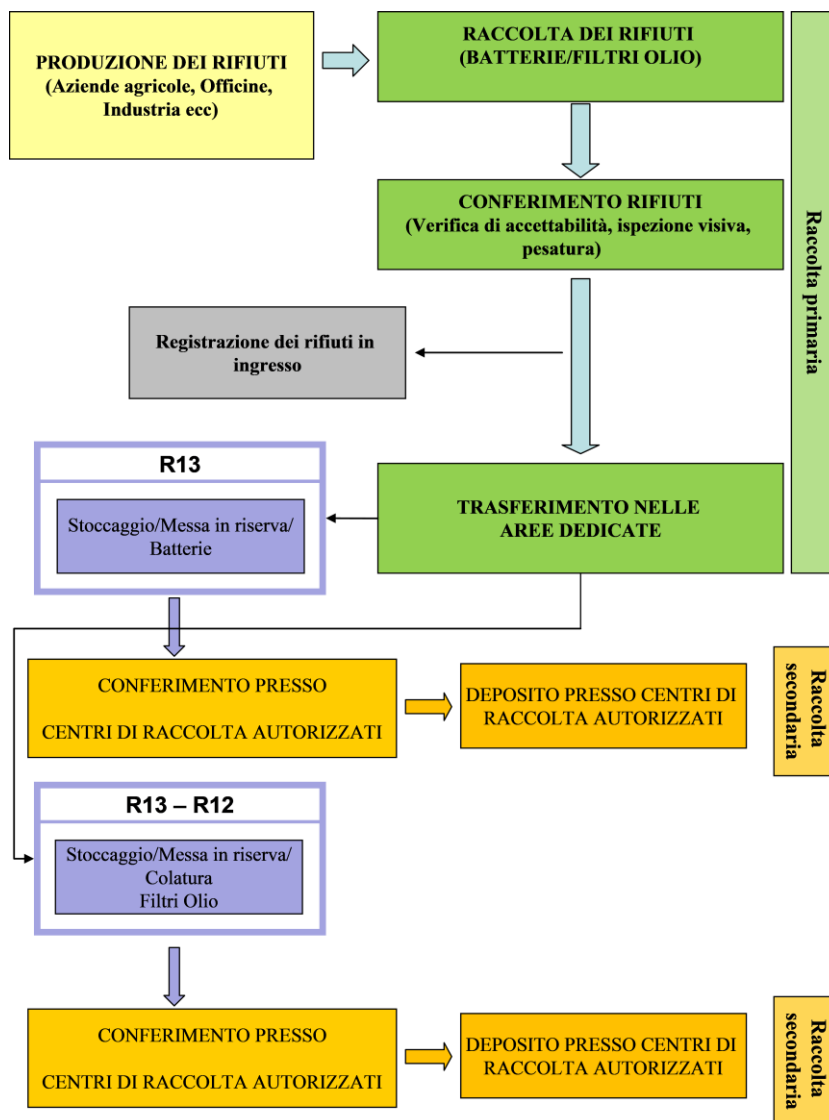 PRODUZIONE DEI RIFIUTI
(Aziende agricole, Officine,
Industria ecc)
RACCOLTA DEI RIFIUTI
(BATTERIE/FILTRI OLIO)
CONFERIMENTO RIFIUTI
(Verifica di accettabilità, ispezione visiva,
pesatura)
Raccolta primaria
Registrazione dei rifiuti in
ingresso
R13
Stoccaggio/Messa in riserva/
Batterie
TRASFERIMENTO NELLE
AREE DEDICATE
CONFERIMENTO PRESSO
CENTRI DI RACCOLTA AUTORIZZATI
DEPOSITO PRESSO CENTRI DI
RACCOLTA AUTORIZZATI
Raccolta
secondaria
R13 – R12
Stoccaggio/Messa in riserva/
Colatura
Filtri Olio
CONFERIMENTO PRESSO
CENTRI DI RACCOLTA AUTORIZZATI
DEPOSITO PRESSO CENTRI DI
RACCOLTA AUTORIZZATI
Raccolta
secondaria